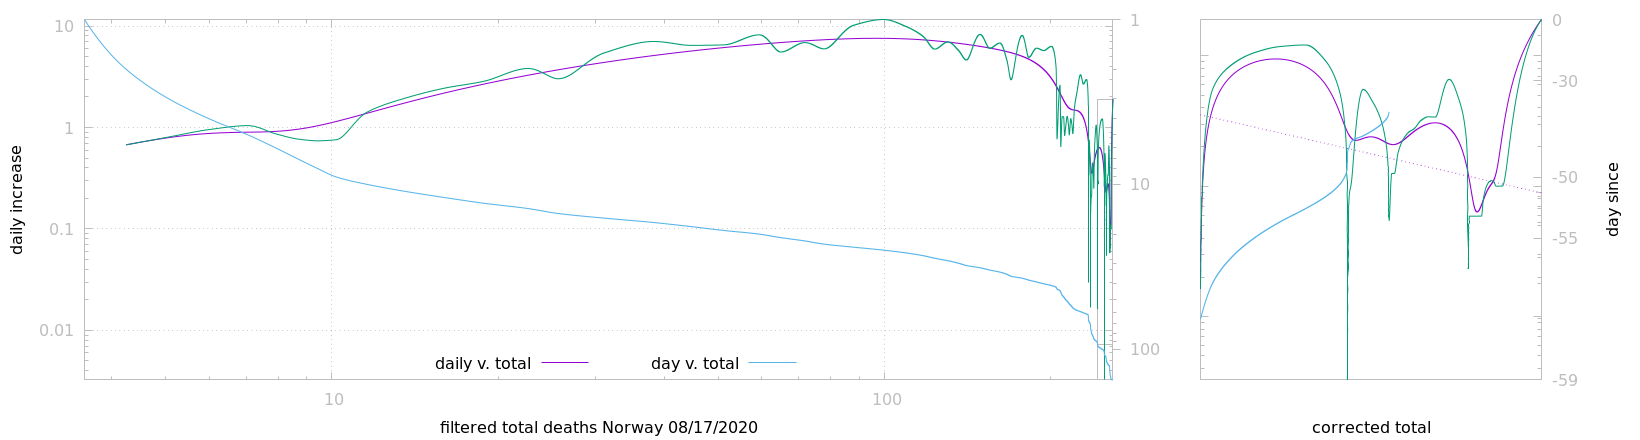 10
1
0.1
0.01
daily increase
daily v. total
day v. total
10
100
filtered total deaths Norway 08/17/2020
1
10
100
0
-30
-50
-55
-59
day since
corrected total